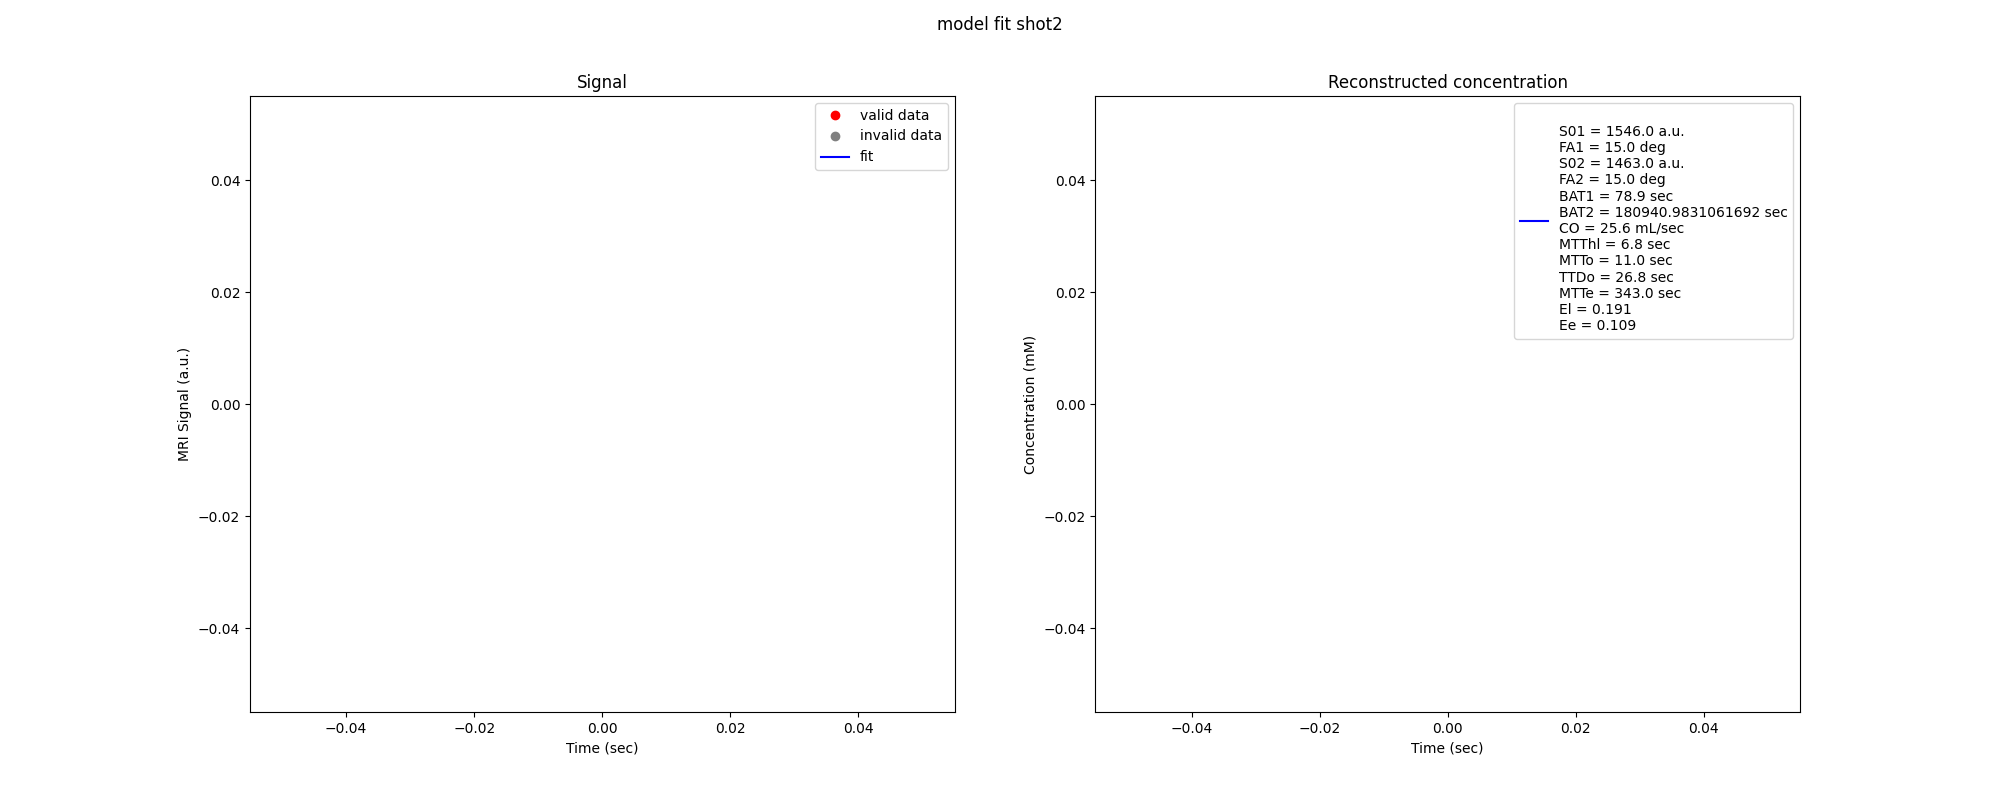 model fit shot2
Signal
valid data
invalid data
fit
MRI Signal (a.u.)
0.04
0.02
0.00
−0.02
−0.04
−0.04
−0.02
0.00
0.02
0.04
Time (sec)
Reconstructed concentration
S01 = 1546.0 a.u.
FA1 = 15.0 deg
S02 = 1463.0 a.u.
FA2 = 15.0 deg
BAT1 = 78.9 sec
BAT2 = 180940.9831061692 sec
CO = 25.6 mL/sec
MTThl = 6.8 sec
MTTo = 11.0 sec
TTDo = 26.8 sec
MTTe = 343.0 sec
El = 0.191
Ee = 0.109
Concentration (mM)
0.04
0.02
0.00
−0.02
−0.04
−0.04
−0.02
0.00
0.02
0.04
Time (sec)